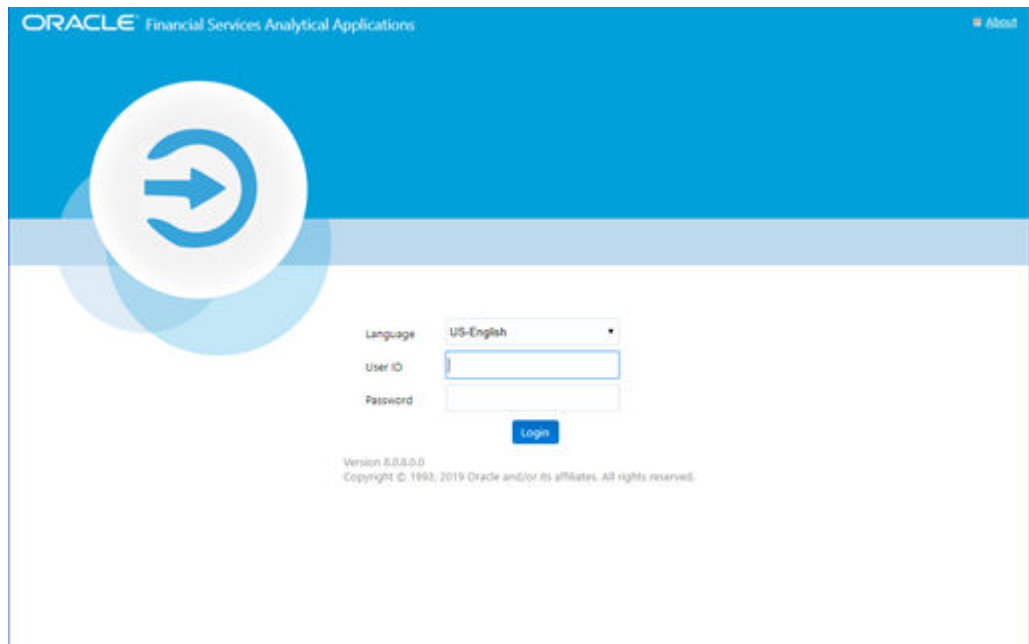 ORACLE Financial Services Analytical Applications
About
Language US-English
User ID
Password
Login
Version 8.0.8.0.0
Copyright © 1993, 2019 Oracle and/or its affiliates. All rights reserved.